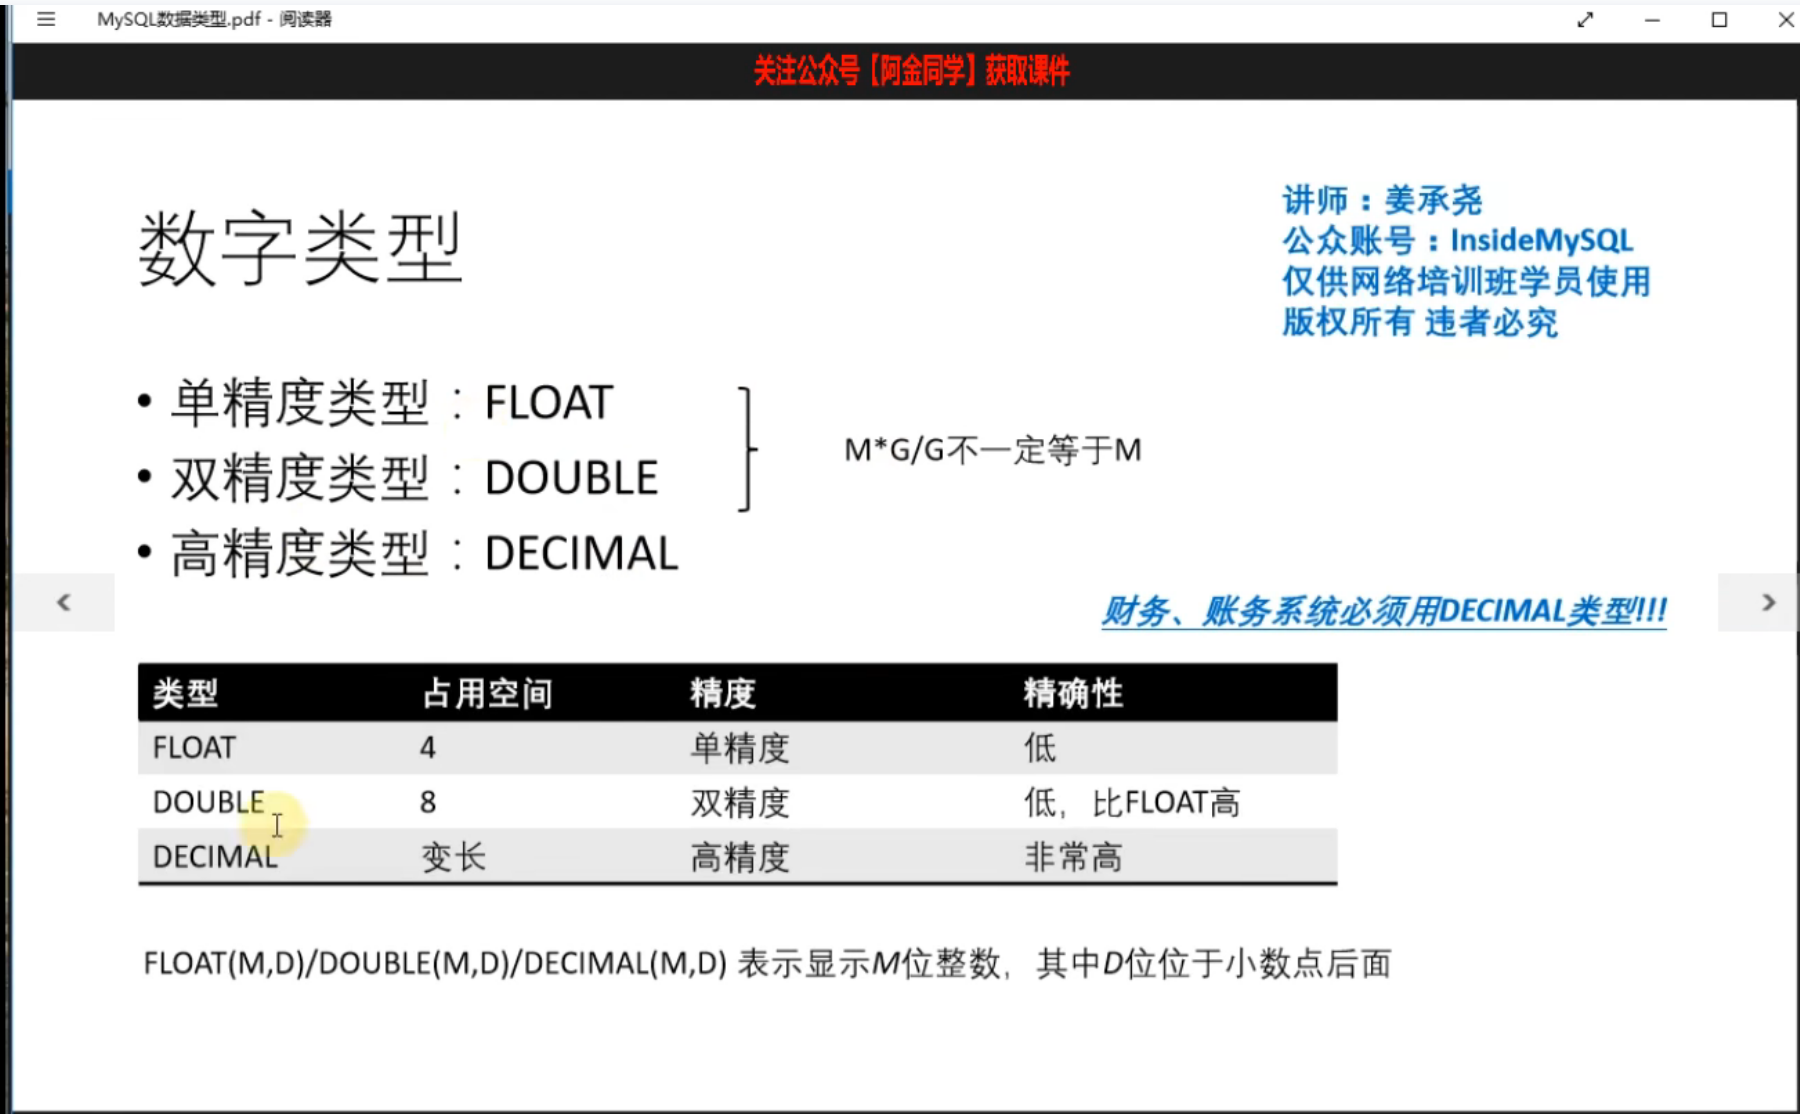 MySQL数据类型.pdf - 阅读器
关注公众号【阿金同学】获取课件
数字类型
讲师：姜承尧
公众账号：InsideMySQL
仅供网络培训班学员使用
版权所有 违者必究
• 单精度类型：FLOAT
• 双精度类型：DOUBLE
• 高精度类型：DECIMAL
M*G/G不一定等于M
财务、账务系统必须用DECIMAL类型!!!
类型 占用空间 精度 精确性
FLOAT 4 单精度 低
DOUBLE 8 双精度 低，比FLOAT高
DECIMAL 变长 高精度 非常高
FLOAT(M,D)/DOUBLE(M,D)/DECIMAL(M,D) 表示显示M位整数，其中D位位于小数点后面